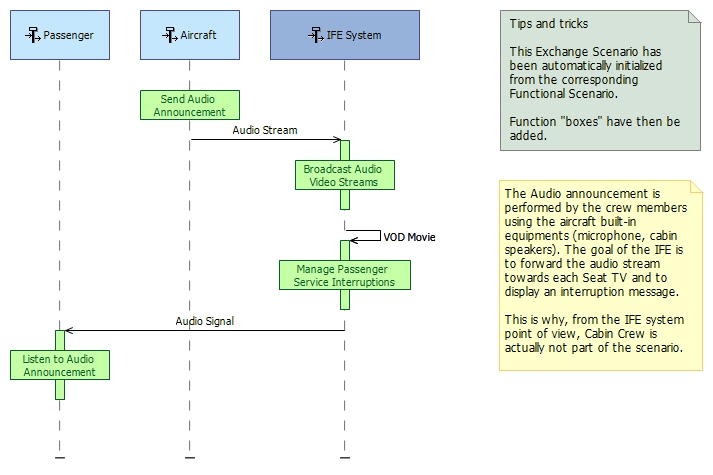 Passenger
Aircraft
IFE System
Send Audio
Announcement
Audio Stream
Broadcast Audio
Video Streams
VOD Movie
Manage Passenger
Service Interruptions
Audio Signal
Listen to Audio
Announcement
Tips and tricks
This Exchange Scenario has
been automatically initialized
from the corresponding
Functional Scenario.
Function "boxes" have then be
added.
The Audio announcement is
performed by the crew members
using the aircraft built-in
equipments (microphone, cabin
speakers). The goal of the IFE is
to forward the audio stream
towards each Seat TV and to
display an interruption message.
This is why, from the IFE system
point of view, Cabin Crew is
actually not part of the scenario.